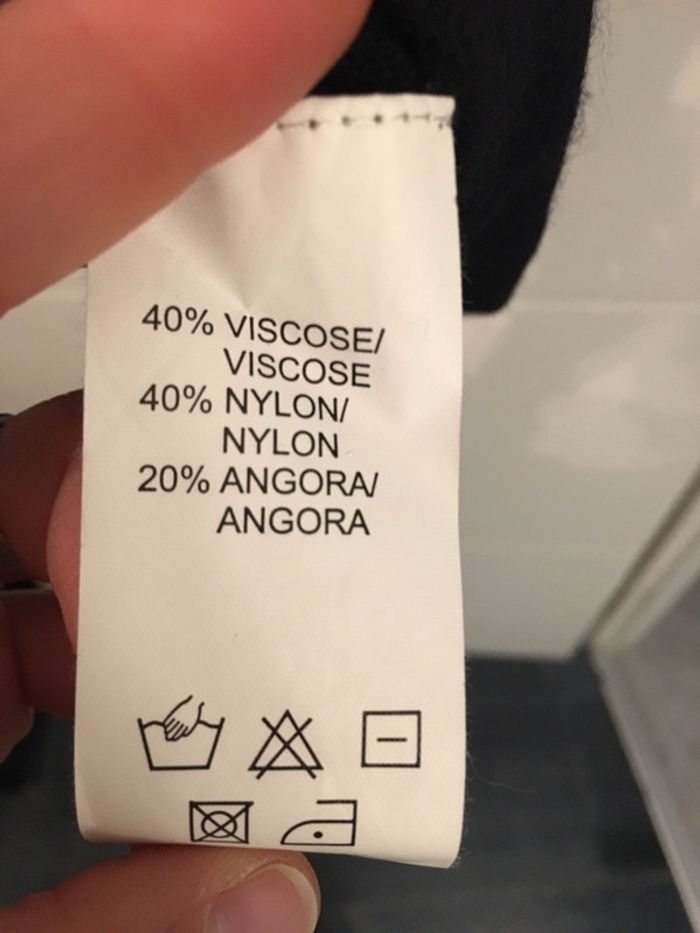 40% VISCOSE/
VISCOSE
40% NYLON/
NYLON
20% ANGORA/
ANGORA